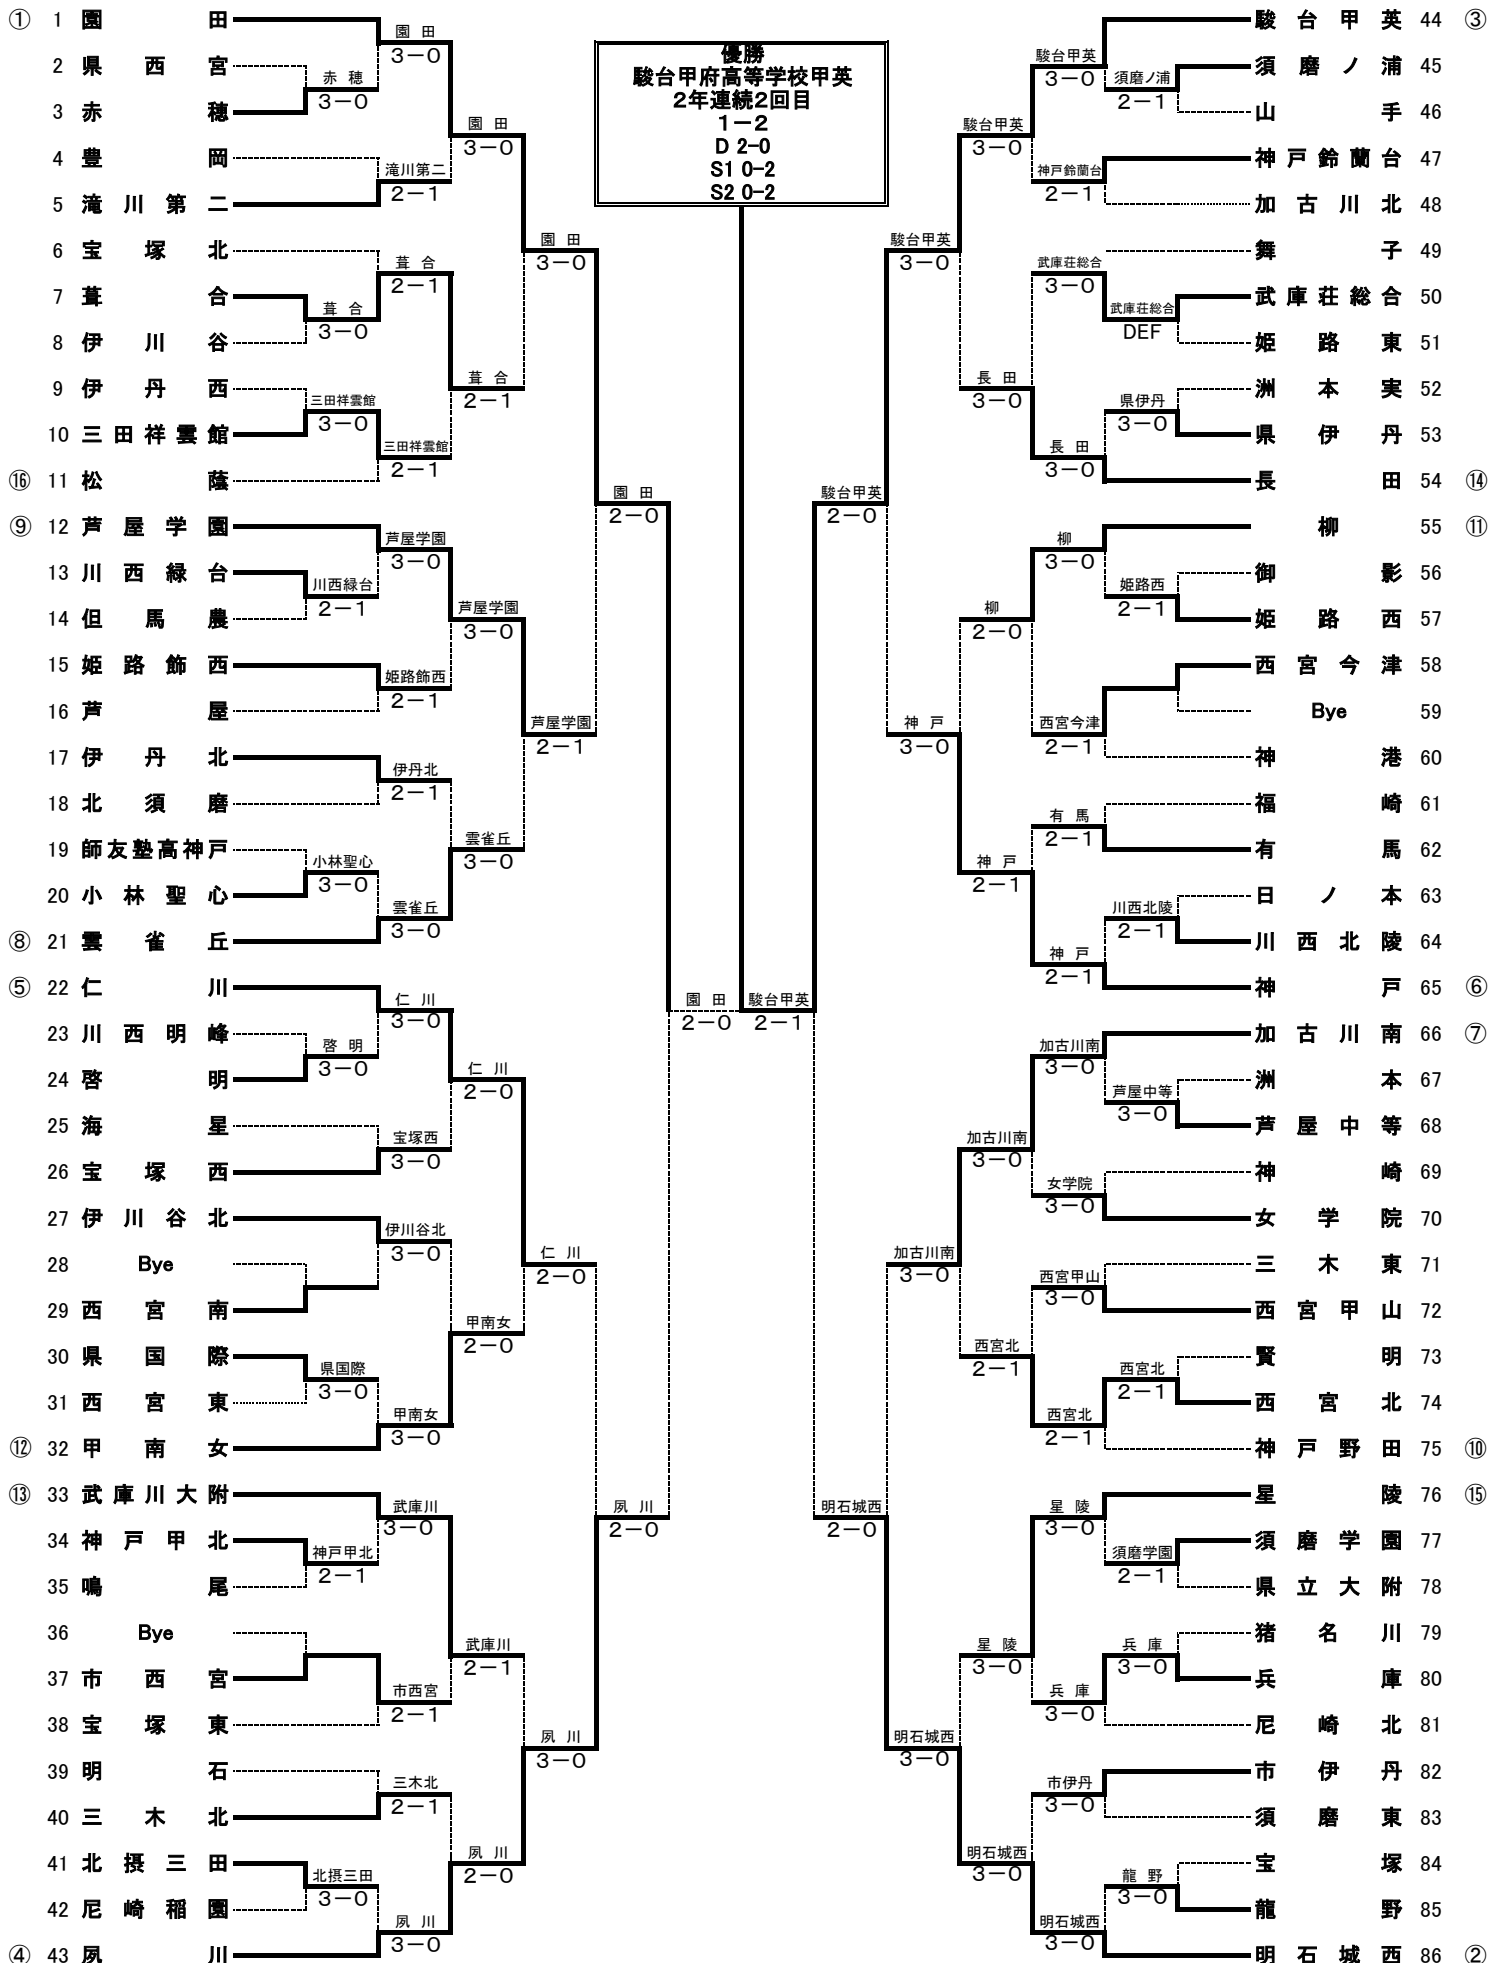 ① 1 園田
2 県西宮
3 赤穂
4 豊岡
5 滝川第二
6 宝塚北
7 葺合
8 伊川谷
9 伊丹西
10 三田祥雲館
⑯ 11 松蔭
⑨ 12 芦屋学園
13 川西緑台
14 但馬農
15 姫路飾西
16 芦屋
17 伊丹北
18 北須磨
19 師友塾高神戸
20 小林聖心
⑧ 21 雲雀丘
⑤ 22 仁川
23 川西明峰
24 啓明
25 海星
26 宝塚西
27 伊川谷北
28 Bye
29 西宮南
30 県国際
31 西宮東
⑫ 32 甲南女
⑬ 33 武庫川大附
34 神戸甲北
35 鳴尾
36 Bye
37 市西宮
38 宝塚東
39 明石
40 三木北
41 北摂三田
42 尼崎稲園
④ 43 夙川
園田
3-0
赤穂
3-0
園田
3-0
滝川第二
2-1
園田
3-0
葺合
2-1
葺合
3-0
葺合
2-1
三田祥雲館
3-0
三田祥雲館
2-1
園田
2-0
芦屋学園
3-0
川西緑台
2-1
芦屋学園
3-0
姫路飾西
2-1
芦屋学園
2-1
伊丹北
2-1
雲雀丘
3-0
小林聖心
3-0
雲雀丘
3-0
園田
2-0
仁川
3-0
啓明
3-0
仁川
2-0
宝塚西
3-0
伊川谷北
3-0
仁川
2-0
甲南女
2-0
県国際
3-0
甲南女
3-0
武庫川
3-0
神戸甲北
2-1
夙川
2-0
武庫川
2-1
市西宮
2-1
夙川
3-0
三木北
2-1
夙川
2-0
北摂三田
3-0
夙川
3-0
優勝
駿台甲府高等学校甲英
2年連続2回目
1-2
D 2-0
S1 0-2
S2 0-2
駿台甲英
2-1
駿台甲英
3-0
須磨ノ浦
2-1
駿台甲英
3-0
神戸鈴蘭台
2-1
駿台甲英
3-0
武庫荘総合
3-0
武庫荘総合
DEF
長田
3-0
県伊丹
3-0
長田
3-0
駿台甲英
2-0
柳
3-0
姫路西
2-1
柳
2-0
神戸
3-0
西宮今津
2-1
有馬
2-1
神戸
2-1
川西北陵
2-1
神戸
2-1
加古川南
3-0
芦屋中等
3-0
加古川南
3-0
女学院
3-0
加古川南
3-0
西宮甲山
3-0
西宮北
2-1
西宮北
2-1
西宮北
2-1
明石城西
2-0
星陵
3-0
須磨学園
2-1
星陵
3-0
兵庫
3-0
兵庫
3-0
明石城西
3-0
市伊丹
3-0
明石城西
3-0
龍野
3-0
明石城西
3-0
駿台甲英 44 ③
須磨ノ浦 45
山手 46
神戸鈴蘭台 47
加古川北 48
舞子 49
武庫荘総合 50
姫路東 51
洲本実 52
県伊丹 53
長田 54 ⑭
柳 55 ⑪
御影 56
姫路西 57
西宮今津 58
Bye 59
神港 60
福崎 61
有馬 62
日ノ本 63
川西北陵 64
神戸 65 ⑥
加古川南 66 ⑦
洲本 67
芦屋中等 68
神崎 69
女学院 70
三木東 71
西宮甲山 72
賢明 73
西宮北 74
神戸野田 75 ⑩
星陵 76 ⑮
須磨学園 77
県立大附 78
猪名川 79
兵庫 80
尼崎北 81
市伊丹 82
須磨東 83
宝塚 84
龍野 85
明石城西 86 ②